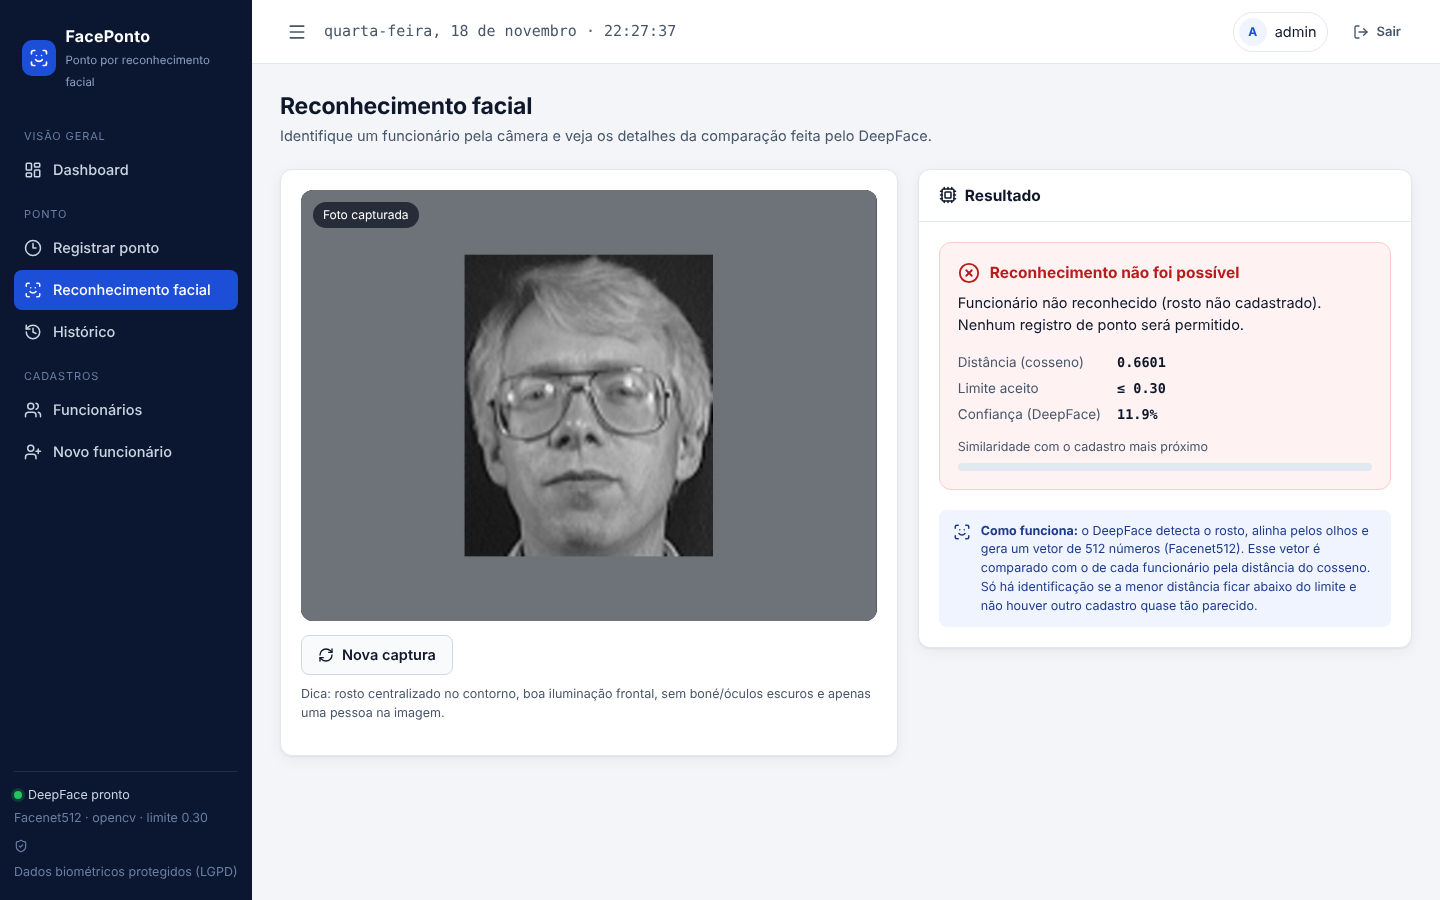 FacePonto
Ponto por reconhecimento
facial
VISÃO GERAL
Dashboard
PONTO
Registrar ponto
Reconhecimento facial
Histórico
CADASTROS
Funcionários
Novo funcionário
DeepFace pronto
Facenet512 · opencv · limite 0.30
Dados biométricos protegidos (LGPD)
quarta-feira, 18 de novembro · 22:27:37
A
admin
Sair
Reconhecimento facial
Identifique um funcionário pela câmera e veja os detalhes da comparação feita pelo DeepFace.
Foto capturada
Nova captura
Dica: rosto centralizado no contorno, boa iluminação frontal, sem boné/óculos escuros e apenas
uma pessoa na imagem.
Resultado
Reconhecimento não foi possível
Funcionário não reconhecido (rosto não cadastrado).
Nenhum registro de ponto será permitido.
Distância (cosseno) 0.6601
Limite aceito ≤ 0.30
Confiança (DeepFace) 11.9%
Similaridade com o cadastro mais próximo
Como funciona: o DeepFace detecta o rosto, alinha pelos olhos e
gera um vetor de 512 números (Facenet512). Esse vetor é
comparado com o de cada funcionário pela distância do cosseno.
Só há identificação se a menor distância ficar abaixo do limite e
não houver outro cadastro quase tão parecido.